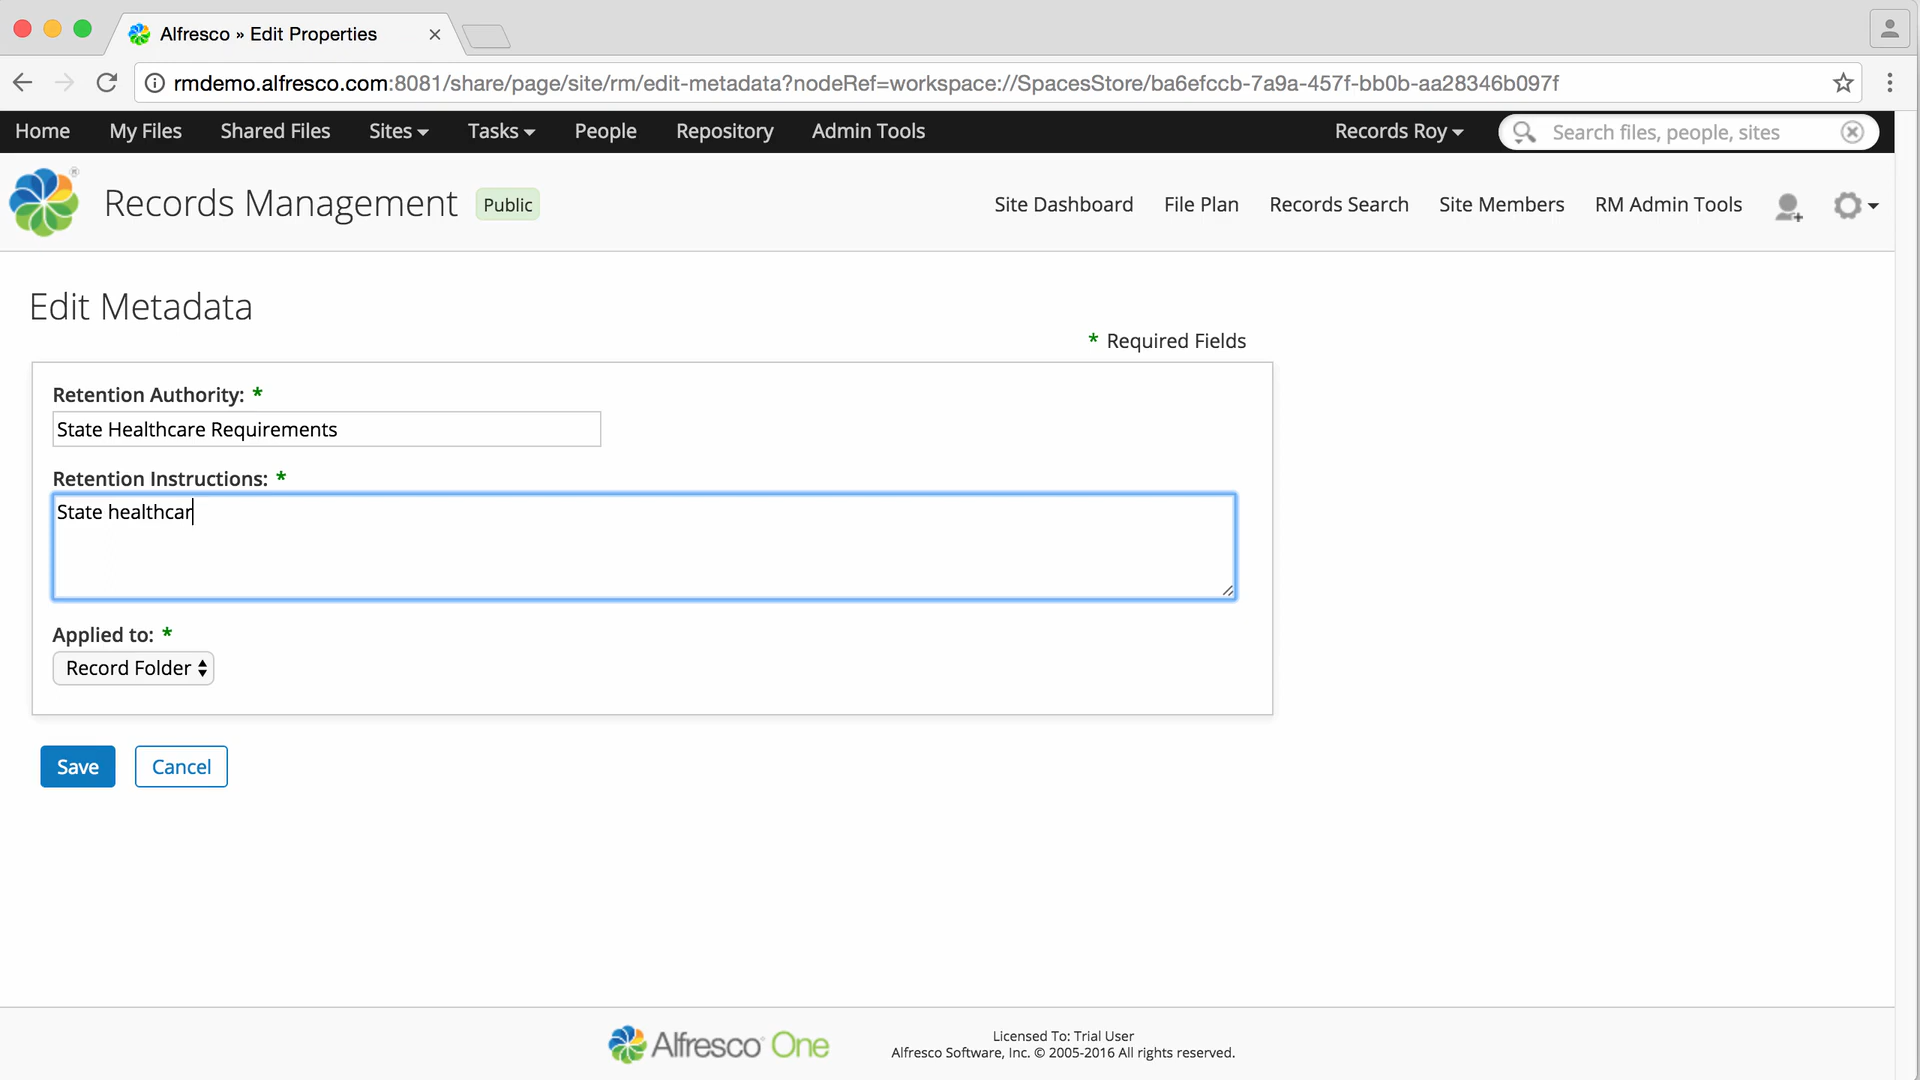 Alfresco » Edit Properties
rmdemo.alfresco.com:8081/share/page/site/rm/edit-metadata?nodeRef=workspace://SpacesStore/ba6efccb-7a9a-457f-bb0b-aa28346b097f
Home My Files Shared Files Sites Tasks People Repository Admin Tools Records Roy Search files, people, sites
Records Management Public Site Dashboard File Plan Records Search Site Members RM Admin Tools
Edit Metadata
* Required Fields
Retention Authority: *
State Healthcare Requirements
Retention Instructions: *
State healthcar
Applied to: *
Record Folder
Save Cancel
Alfresco One
Licensed To: Trial User
Alfresco Software, Inc. © 2005-2016 All rights reserved.